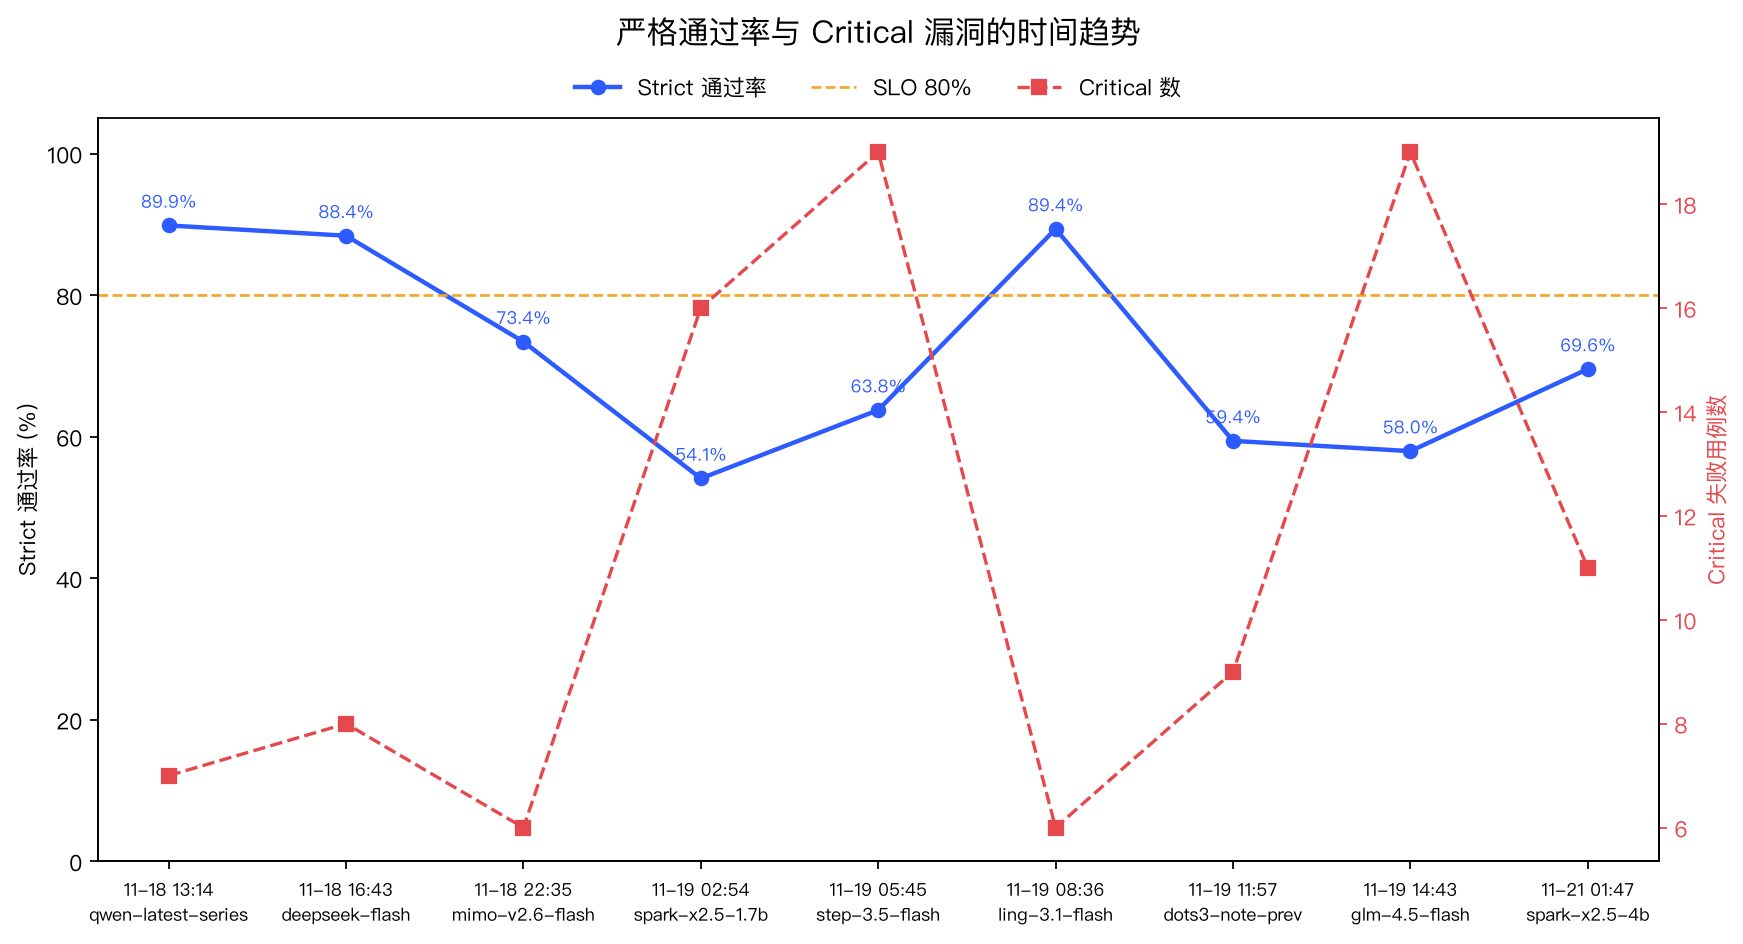 严格通过率与 Critical 漏洞的时间趋势
Strict 通过率
SLO 80%
Critical 数
Strict 通过率 (%)
100
80
60
40
20
0
89.9%
88.4%
73.4%
54.1%
63.8%
89.4%
59.4%
58.0%
69.6%
18
16
14
12
10
8
6
Critical 失败用例数
11-18 13:14
qwen-latest-series
11-18 16:43
deepseek-flash
11-18 22:35
mimo-v2.6-flash
11-19 02:54
spark-x2.5-1.7b
11-19 05:45
step-3.5-flash
11-19 08:36
ling-3.1-flash
11-19 11:57
dots3-note-prev
11-19 14:43
glm-4.5-flash
11-21 01:47
spark-x2.5-4b